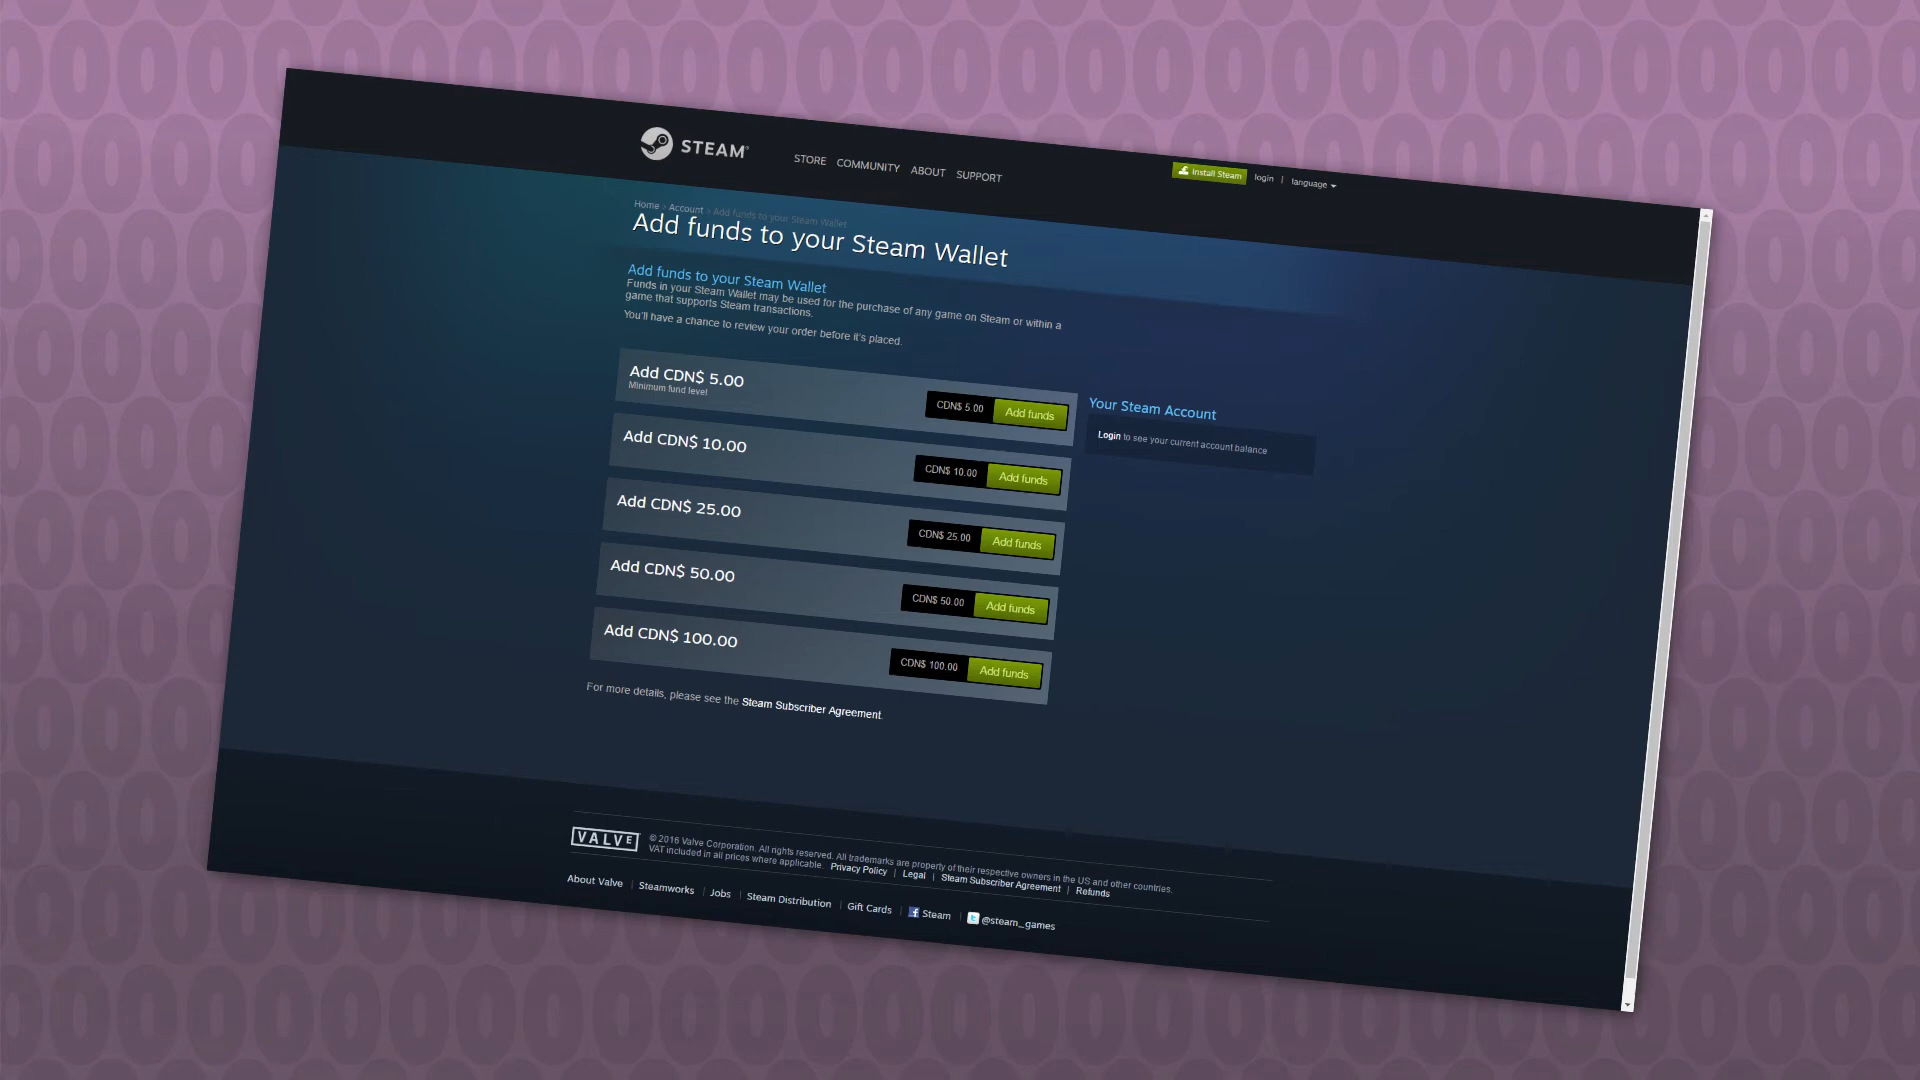 STEAM®
STORE COMMUNITY ABOUT SUPPORT
Install Steam login | language
Home > Account > Add funds to your Steam Wallet
Add funds to your Steam Wallet
Add funds to your Steam Wallet
Funds in your Steam Wallet may be used for the purchase of any game on Steam or within a
game that supports Steam transactions.
You'll have a chance to review your order before it's placed.
Add CDN$ 5.00
Minimum fund level
CDN$ 5.00 Add funds
Add CDN$ 10.00
CDN$ 10.00 Add funds
Add CDN$ 25.00
CDN$ 25.00 Add funds
Add CDN$ 50.00
CDN$ 50.00 Add funds
Add CDN$ 100.00
CDN$ 100.00 Add funds
For more details, please see the Steam Subscriber Agreement.
Your Steam Account
Login to see your current account balance
VALVE
© 2016 Valve Corporation. All rights reserved. All trademarks are property of their respective owners in the US and other countries.
VAT included in all prices where applicable. Privacy Policy | Legal | Steam Subscriber Agreement | Refunds
About Valve | Steamworks | Jobs | Steam Distribution | Gift Cards | Steam | @steam_games